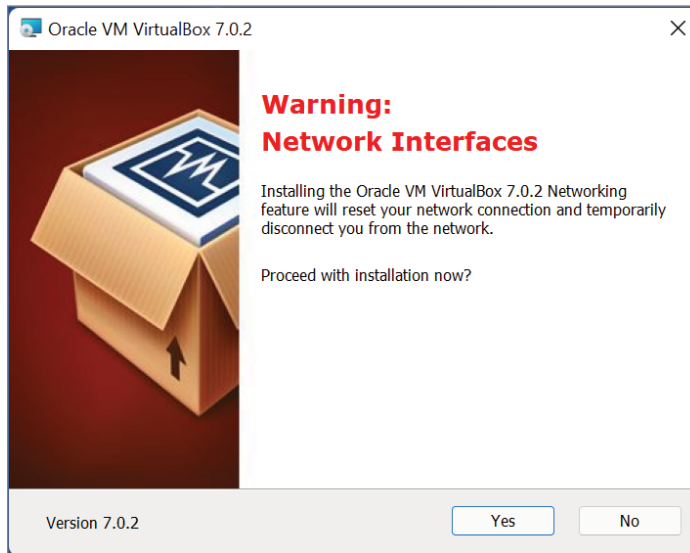 Oracle VM VirtualBox 7.0.2
Warning:
Network Interfaces
Installing the Oracle VM VirtualBox 7.0.2 Networking
feature will reset your network connection and temporarily
disconnect you from the network.
Proceed with installation now?
Version 7.0.2
Yes
No